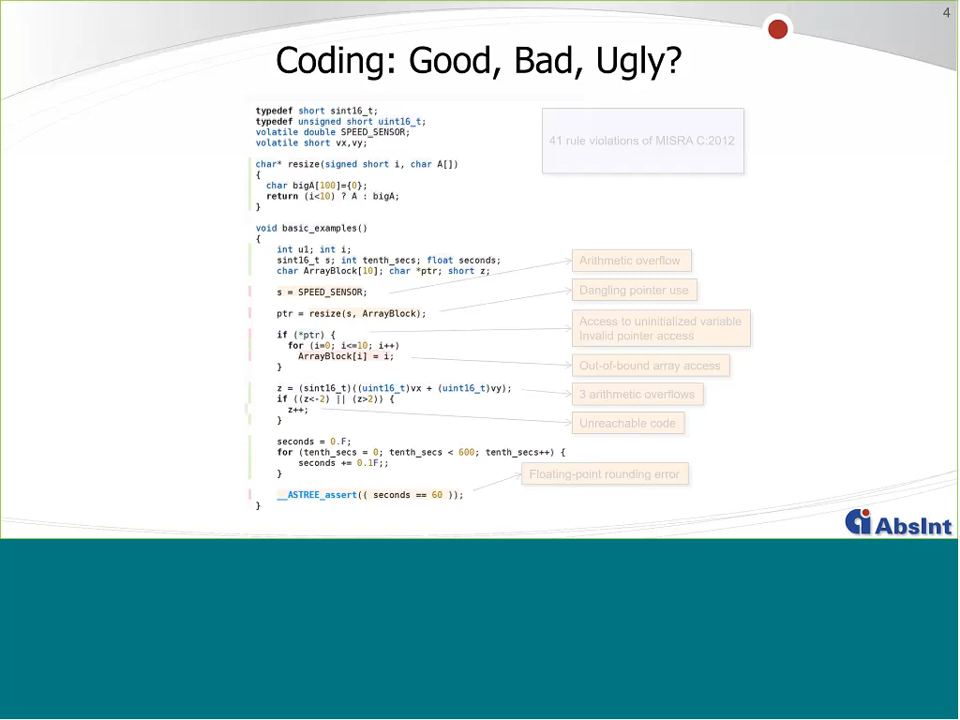 4
Coding: Good, Bad, Ugly?
typedef short sint16_t;
typedef unsigned short uint16_t;
volatile double SPEED_SENSOR;
volatile short vx,vy;
char* resize(signed short i, char A[])
{
char bigA[100]={0};
return (i<10) ? A : bigA;
}
void basic_examples()
{
int u1; int i;
sint16_t s; int tenth_secs; float seconds;
char ArrayBlock[10]; char *ptr; short z;
s = SPEED_SENSOR;
ptr = resize(s, ArrayBlock);
if (*ptr) {
for (i=0; i<=10; i++)
ArrayBlock[i] = i;
}
z = (sint16_t)((uint16_t)vx + (uint16_t)vy);
if ((z<-2) || (z>2)) {
z++;
}
seconds = 0.F;
for (tenth_secs = 0; tenth_secs < 600; tenth_secs++) {
seconds += 0.1F;;
}
__ASTREE_assert(( seconds == 60 ));
}
41 rule violations of MISRA C:2012
Arithmetic overflow
Dangling pointer use
Access to uninitialized variable
Invalid pointer access
Out-of-bound array access
3 arithmetic overflows
Unreachable code
Floating-point rounding error
AbsInt